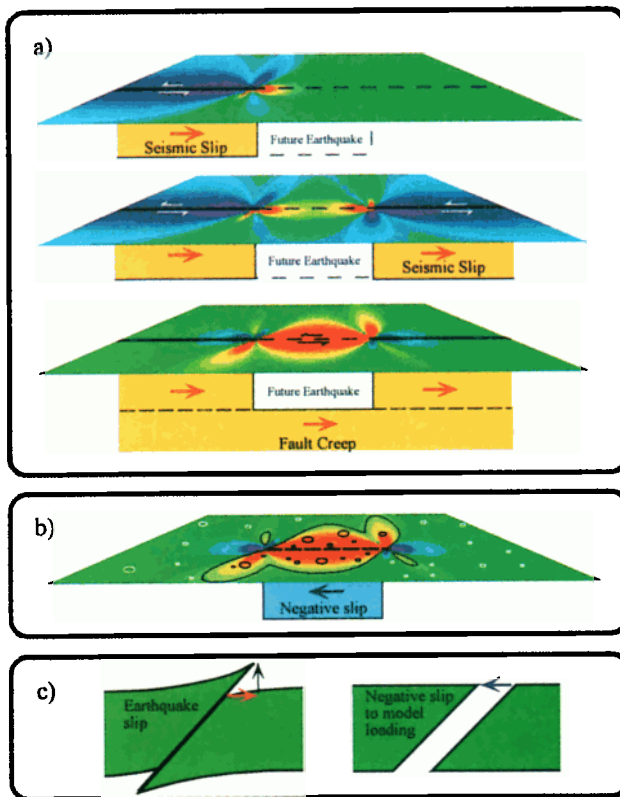 a)
Seismic Slip
Future Earthquake
Future Earthquake
Seismic Slip
Future Earthquake
Fault Creep
b)
Negative slip
c)
Earthquake
slip
Negative slip
to model
loading